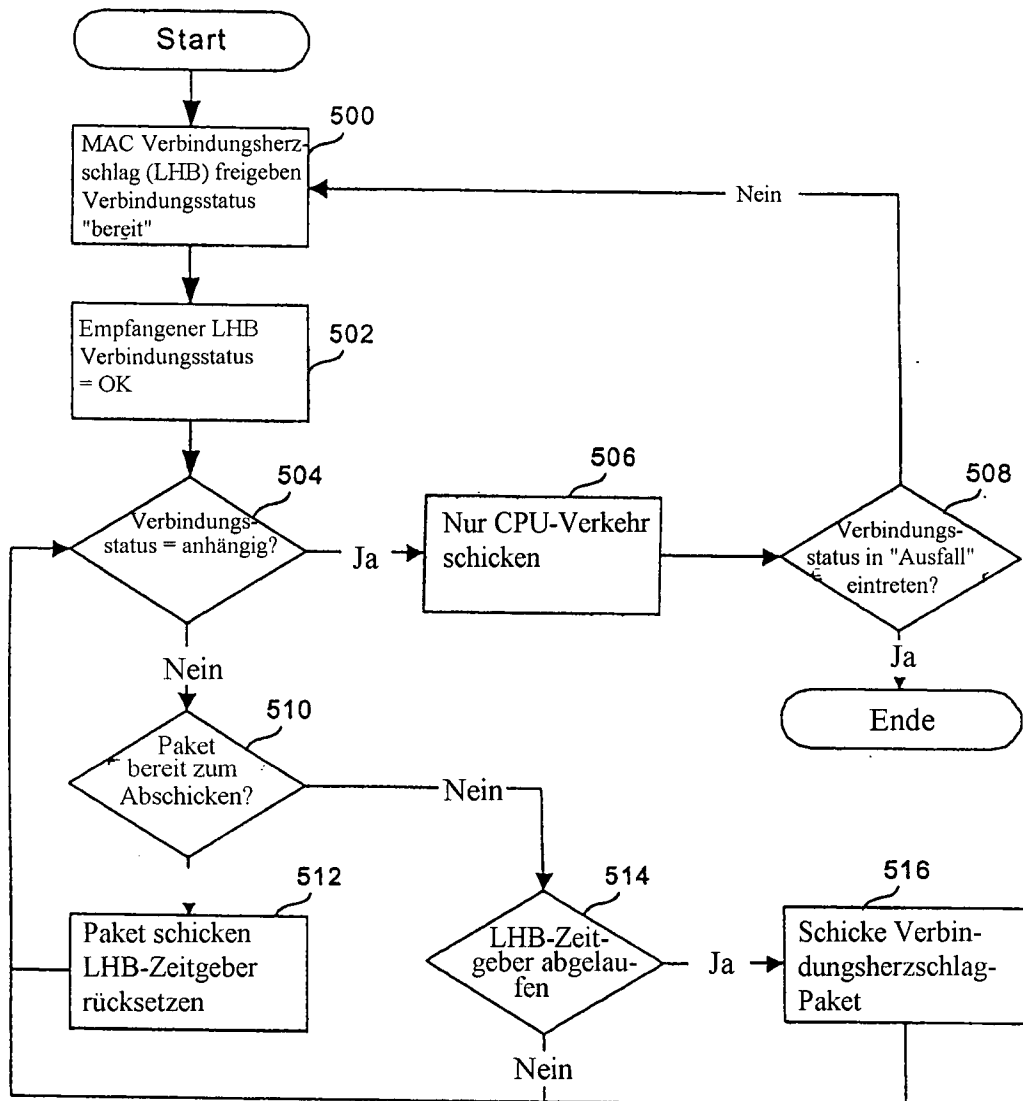 Start
500
MAC Verbindungsherz-
schlag (LHB) freigeben
Verbindungsstatus
"bereit"
Nein
502
Empfangener LHB
Verbindungsstatus
= OK
504
Verbindungs-
status = anhängig?
Ja
506
Nur CPU-Verkehr
schicken
508
Verbindungs-
status in "Ausfall"
eintreten?
Ja
Ende
Nein
510
Paket
bereit zum
Abschicken?
Nein
512
Paket schicken
LHB-Zeitgeber
rücksetzen
514
LHB-Zeit-
geber abgelau-
fen
Ja
516
Schicke Verbin-
dungsherzschlag-
Paket
Nein